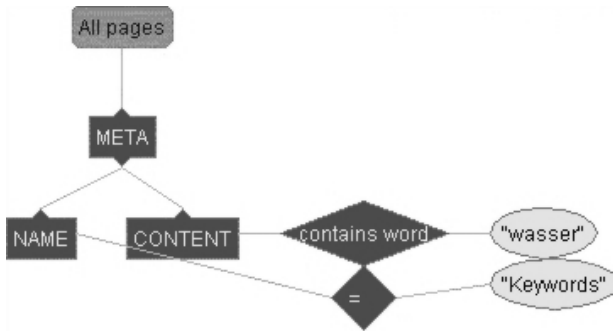 All pages
META
NAME
CONTENT
contains word
"wasser"
=
"Keywords"